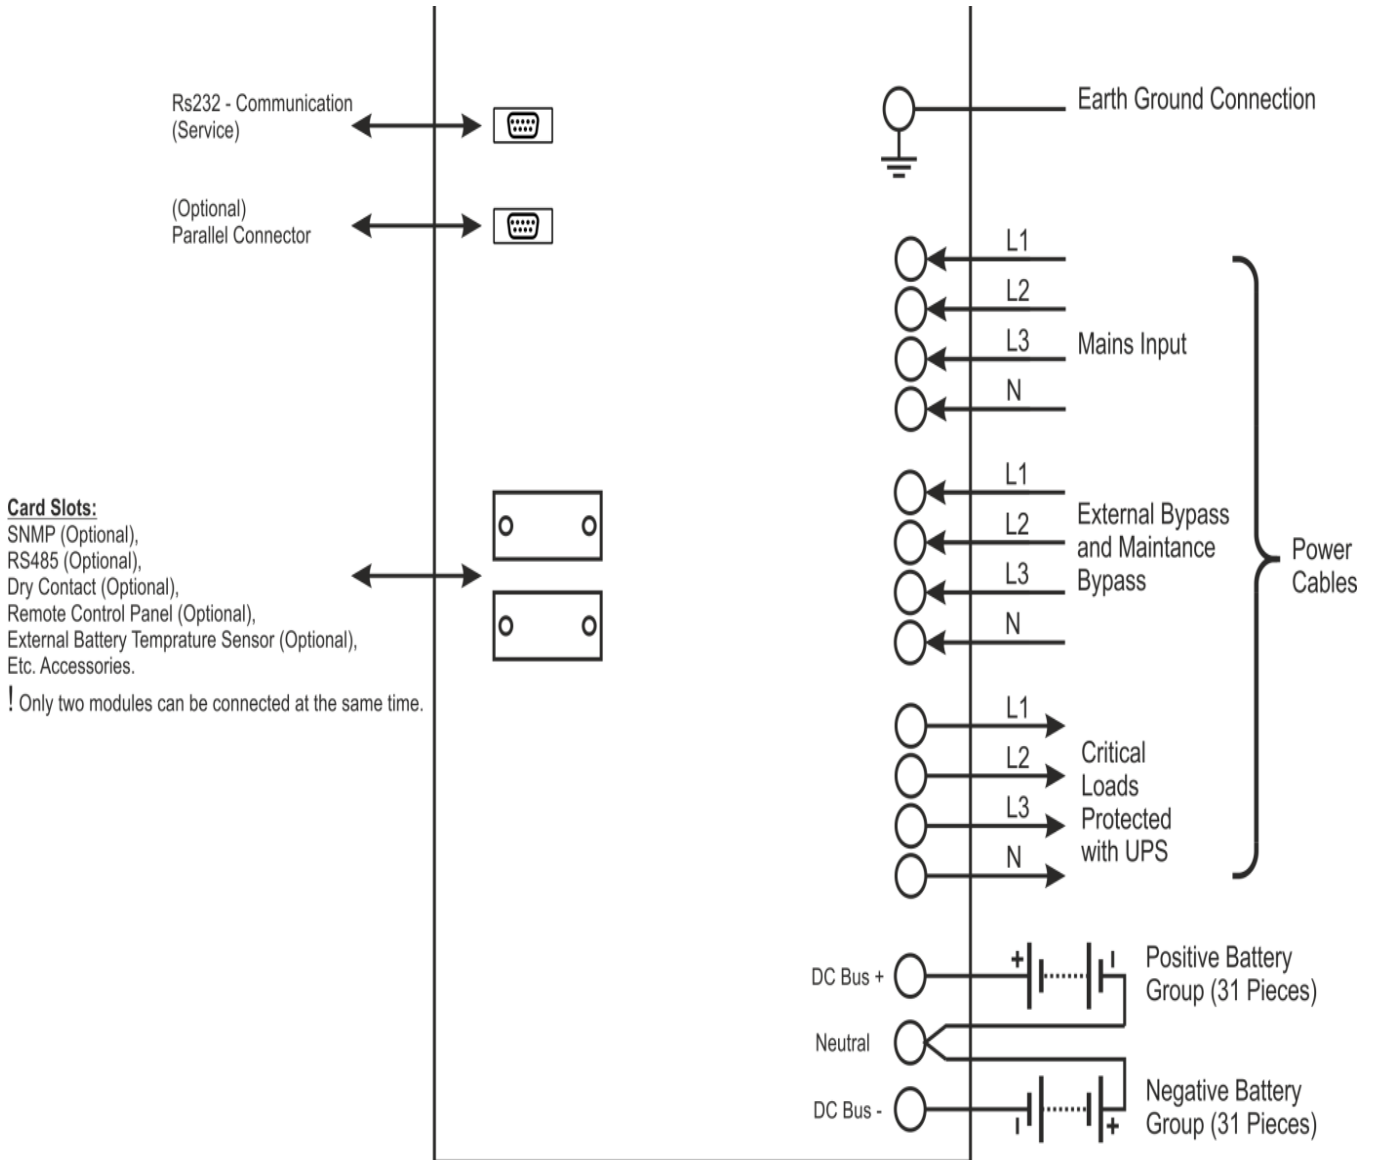 Rs232 - Communication
(Service)
(Optional)
Parallel Connector
Card Slots:
SNMP (Optional),
RS485 (Optional),
Dry Contact (Optional),
Remote Control Panel (Optional),
External Battery Temprature Sensor (Optional),
Etc. Accessories.
! Only two modules can be connected at the same time.
Earth Ground Connection
L1
L2
L3
N
Mains Input
L1
L2
L3
N
External Bypass
and Maintance
Bypass
L1
L2
L3
N
Critical
Loads
Protected
with UPS
Power
Cables
DC Bus +
+
-
Positive Battery
Group (31 Pieces)
Neutral
DC Bus -
-
+
Negative Battery
Group (31 Pieces)